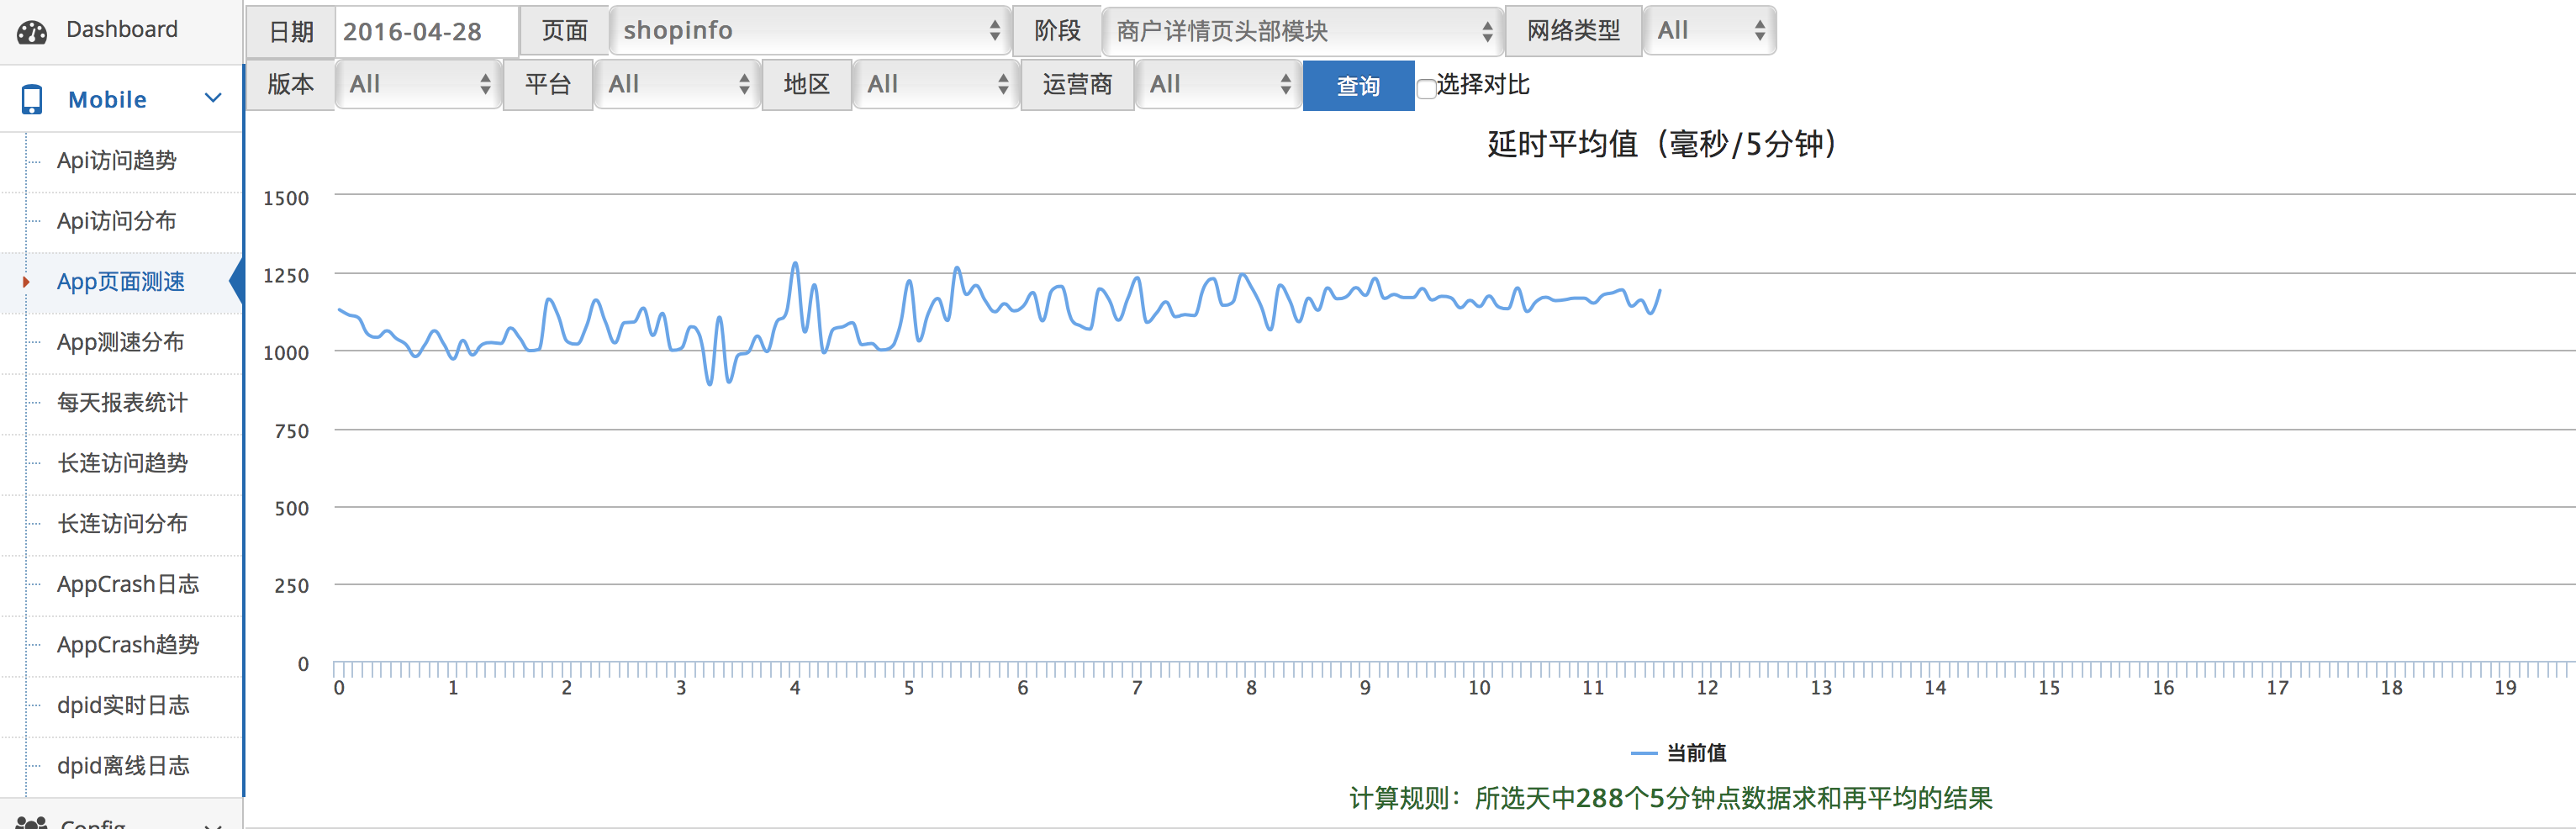 Dashboard
Mobile
Api访问趋势
Api访问分布
App页面测速
App测速分布
每天报表统计
长连访问趋势
长连访问分布
AppCrash日志
AppCrash趋势
dpid实时日志
dpid离线日志
Config
日期 2016-04-28 页面 shopinfo 阶段 商户详情页头部模块 网络类型 All
版本 All 平台 All 地区 All 运营商 All 查询 选择对比
延时平均值（毫秒/5分钟）
1500
1250
1000
750
500
250
0
0 1 2 3 4 5 6 7 8 9 10 11 12 13 14 15 16 17 18 19
当前值
计算规则：所选天中288个5分钟点数据求和再平均的结果